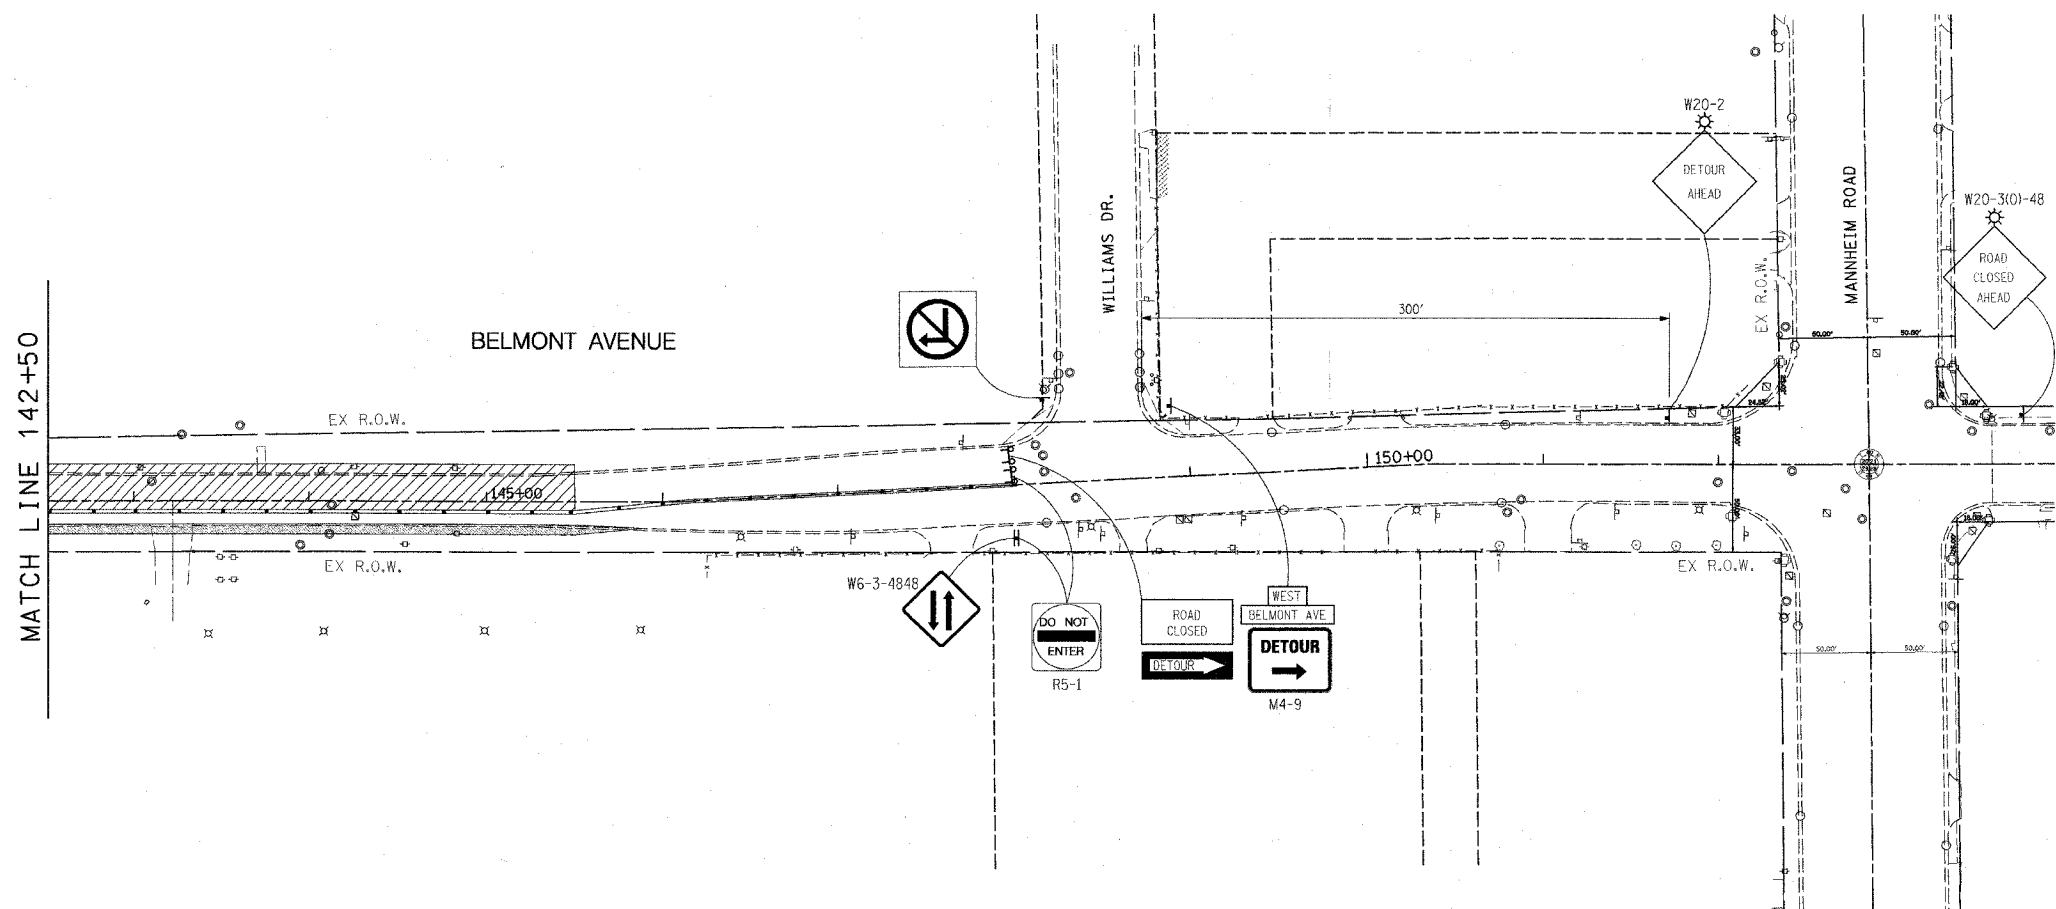 W20-2
DETOUR
AHEAD
MANNHEIM ROAD
W20-3(O)-48
ROAD
CLOSED
AHEAD
WILLIAMS DR.
EX R.O.W.
300'
60.00'
50.00'
BELMONT AVENUE
MATCH LINE 142+50
EX R.O.W.
150+00
145+00
EX R.O.W.
EX R.O.W.
W6-3-4848
DO NOT
ENTER
R5-1
ROAD
CLOSED
DETOUR
WEST
BELMONT AVE
DETOUR
M4-9
50.00'
50.00'